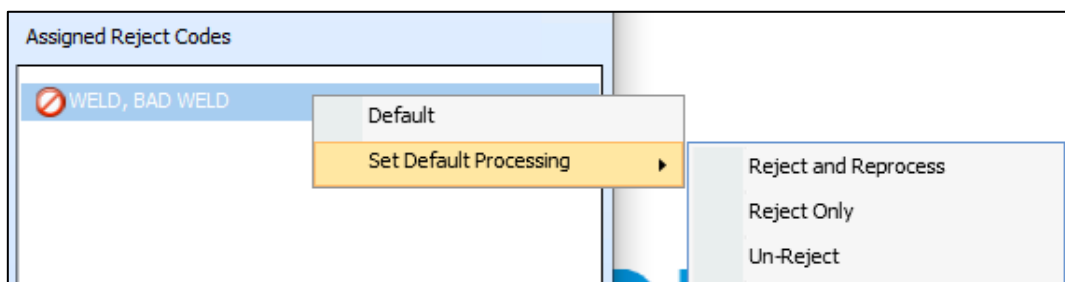 Assigned Reject Codes
WELD, BAD WELD
Default
Set Default Processing
Reject and Reprocess
Reject Only
Un-Reject